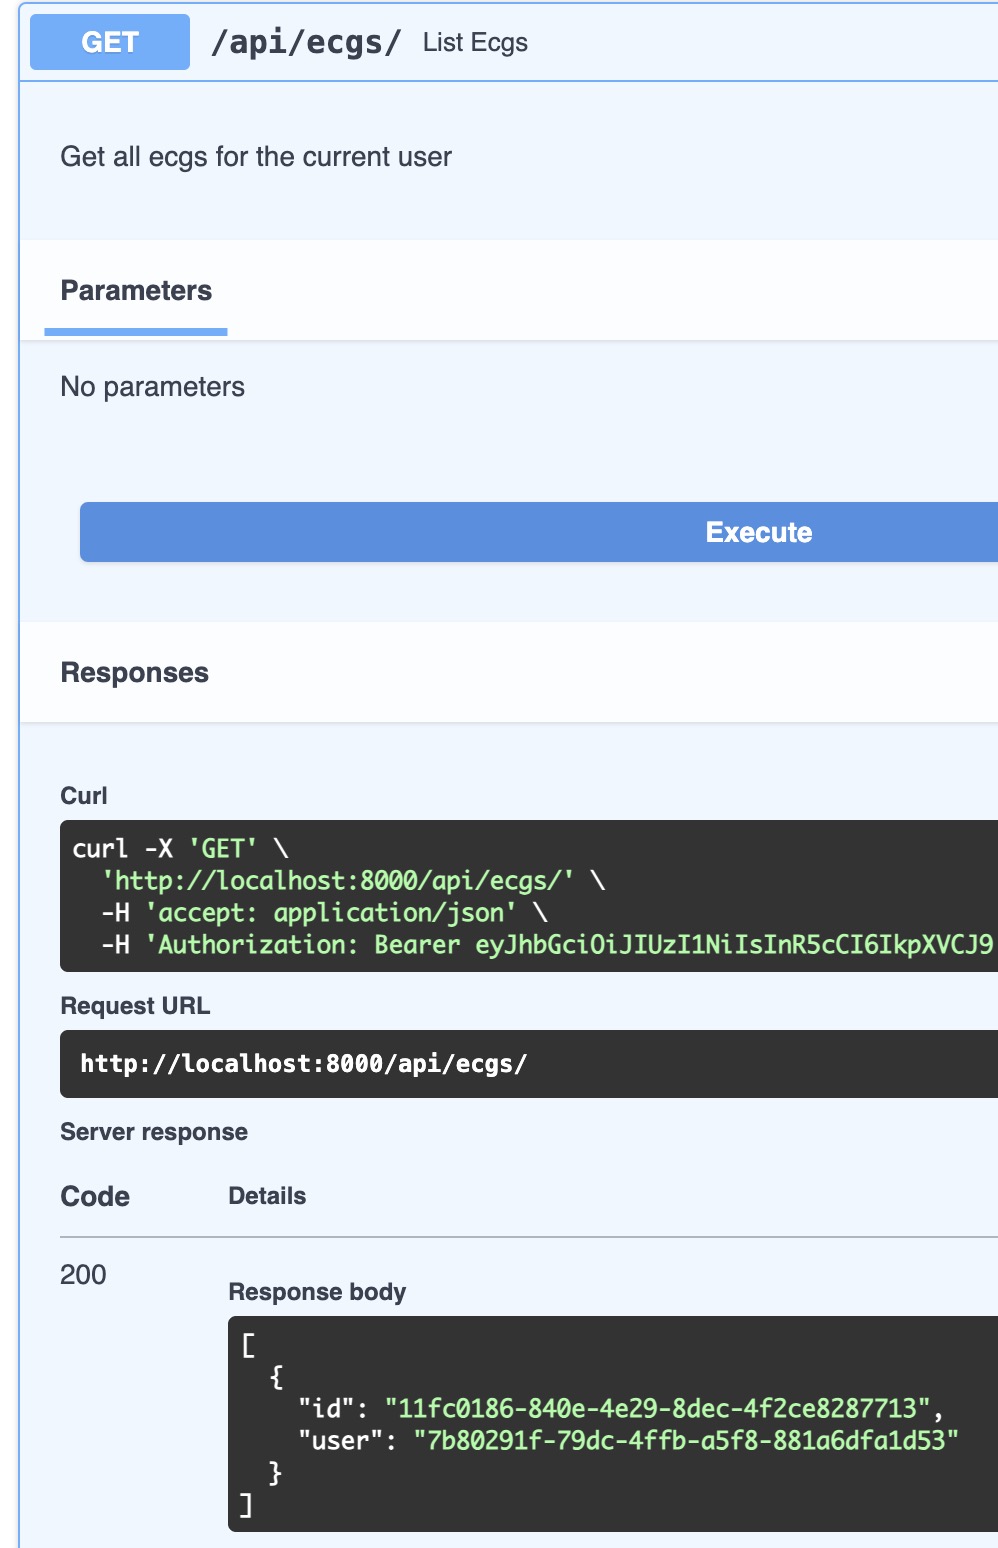 GET /api/ecgs/ List Ecgs
Get all ecgs for the current user
Parameters
No parameters
Execute
Responses
Curl
curl -X 'GET' \
  'http://localhost:8000/api/ecgs/' \
  -H 'accept: application/json' \
  -H 'Authorization: Bearer eyJhbGciOiJIUzI1NiIsInR5cCI6IkpXVCJ9
Request URL
http://localhost:8000/api/ecgs/
Server response
Code Details
200
Response body
[
  {
    "id": "11fc0186-840e-4e29-8dec-4f2ce8287713",
    "user": "7b80291f-79dc-4ffb-a5f8-881a6dfa1d53"
  }
]